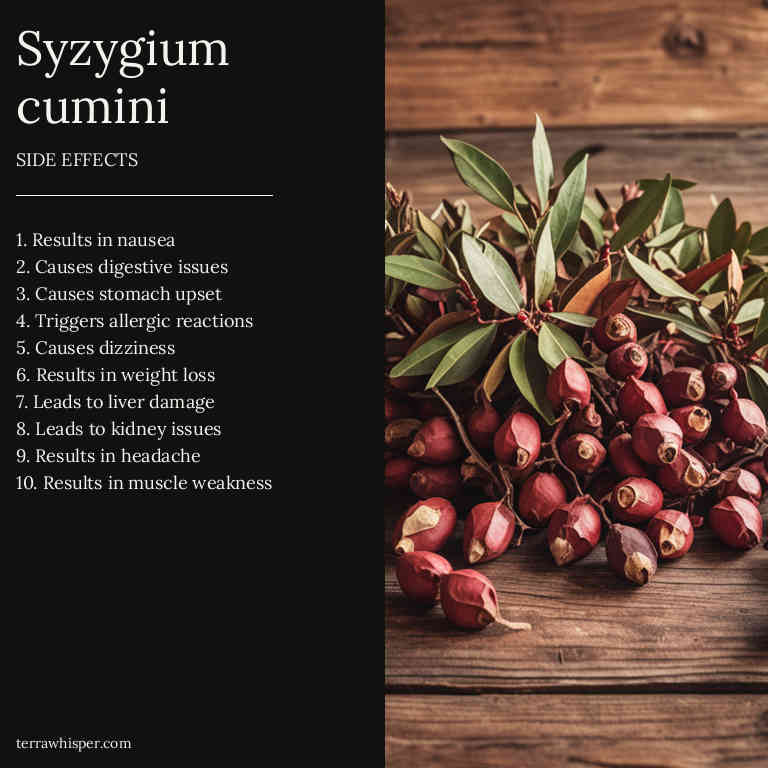 Syzygium
cumini
SIDE EFFECTS
1. Results in nausea
2. Causes digestive issues
3. Causes stomach upset
4. Triggers allergic reactions
5. Causes dizziness
6. Results in weight loss
7. Leads to liver damage
8. Leads to kidney issues
9. Results in headache
10. Results in muscle weakness
terrawhisper.com